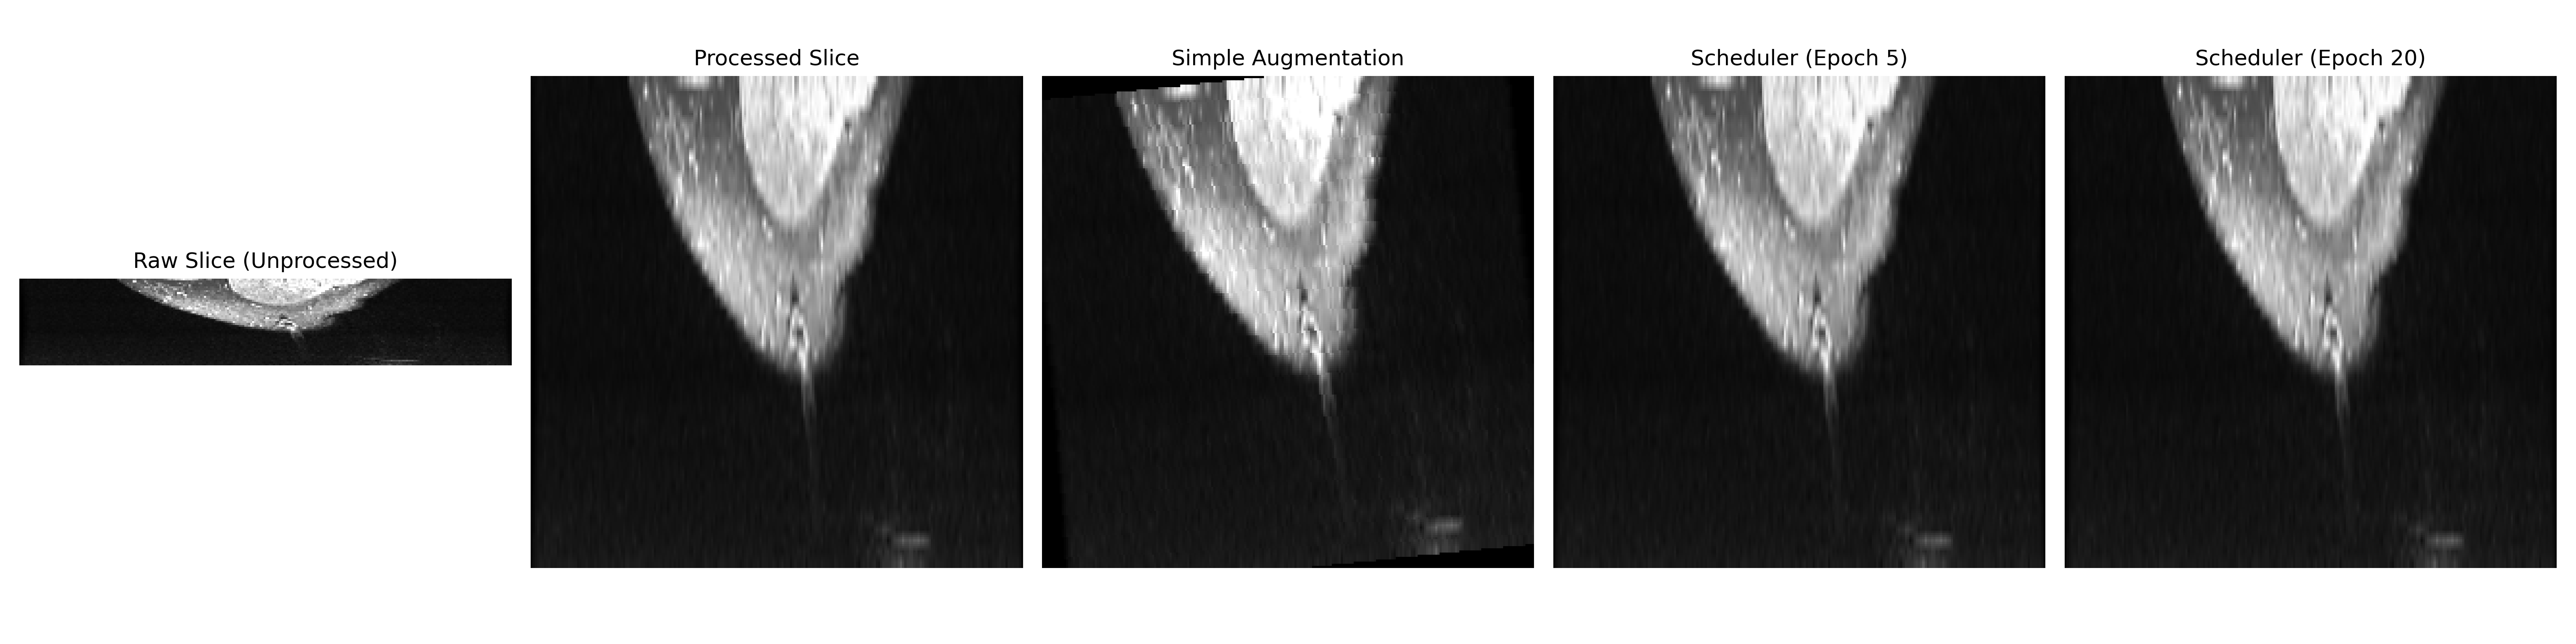 Raw Slice (Unprocessed)
Processed Slice
Simple Augmentation
Scheduler (Epoch 5)
Scheduler (Epoch 20)